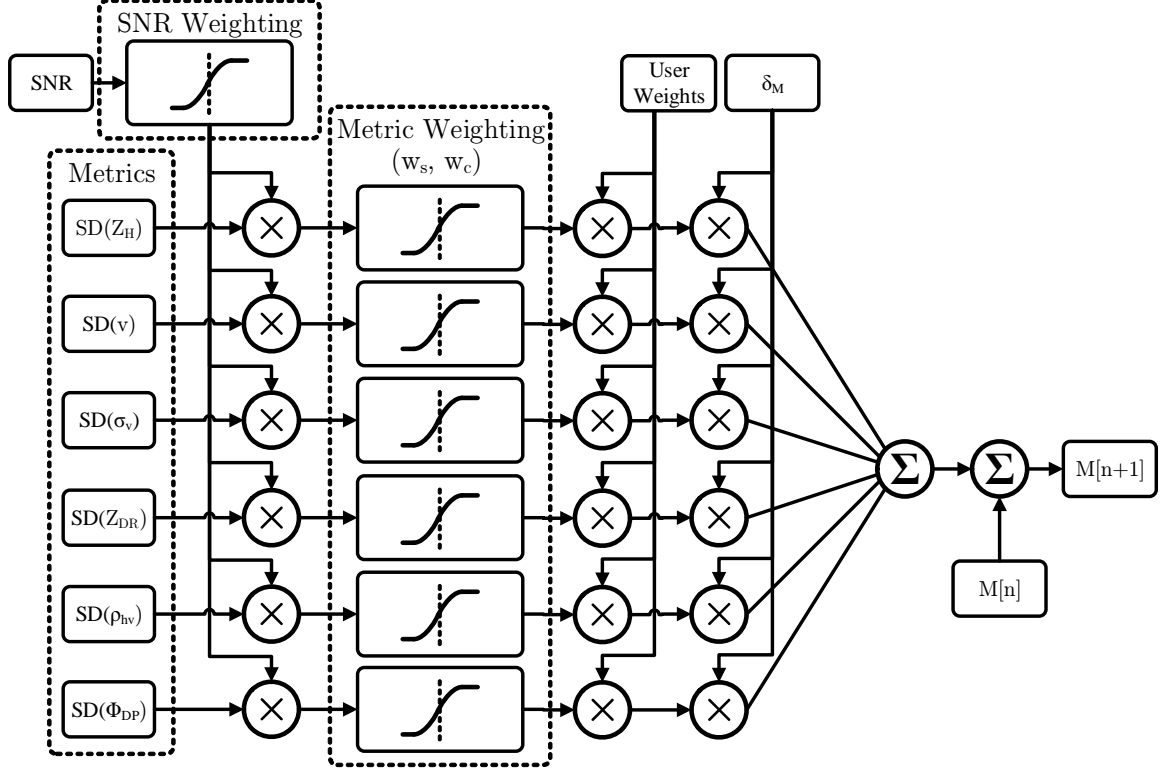 SNR Weighting
SNR
User
Weights
δ_M
Metric Weighting
(w_s, w_c)
Metrics
SD(Z_H)
SD(v)
SD(σ_v)
SD(Z_DR)
SD(ρ_hv)
SD(Φ_DP)
Σ
Σ
M[n+1]
M[n]